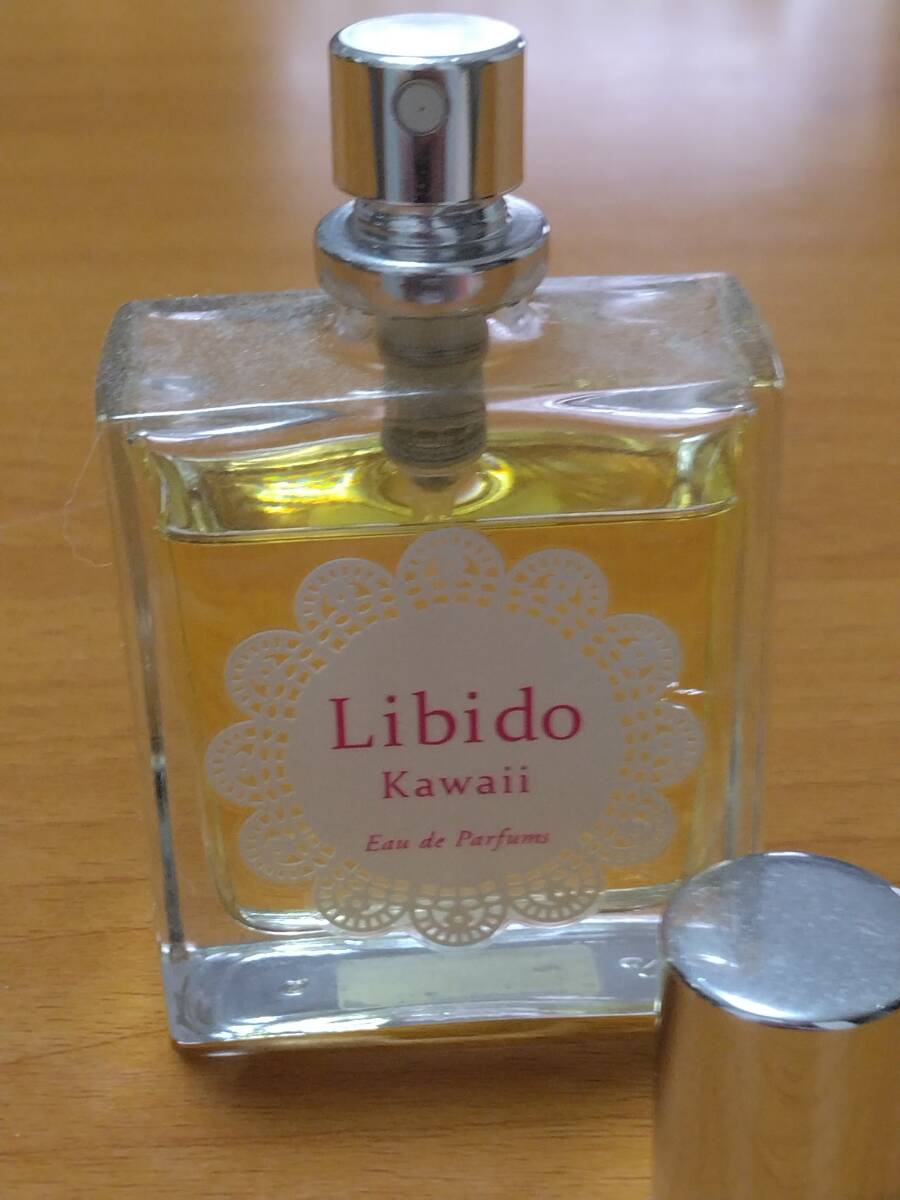 Libido
Kawaii
Eau de Parfums